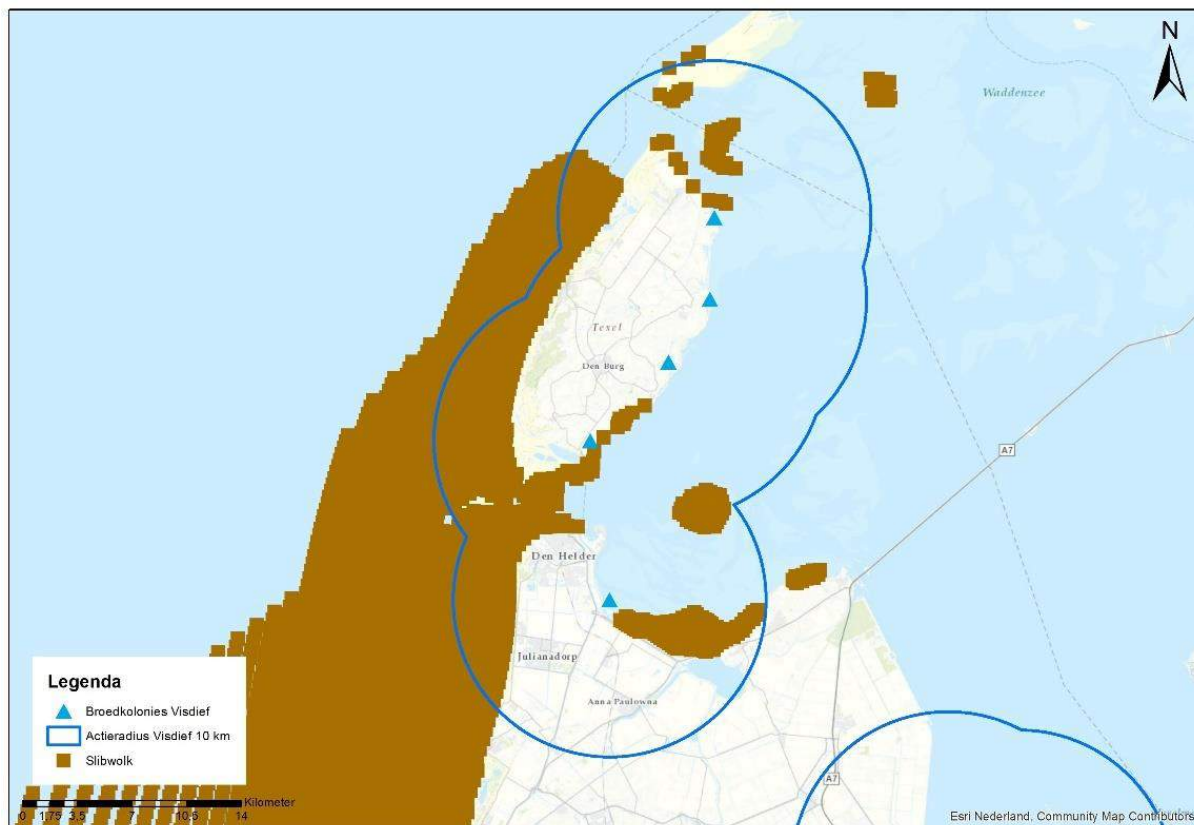 N
Waddenzee
Texel
Den Burg
A7
Den Helder
Julianadorp
Anna Paulowna
A7
Legenda
Broedkolonies Visdief
Actieradius Visdief 10 km
Slibwolk
Kilometer
0 1,75 3,5 7 10,5 14
Esri Nederland, Community Map Contributors